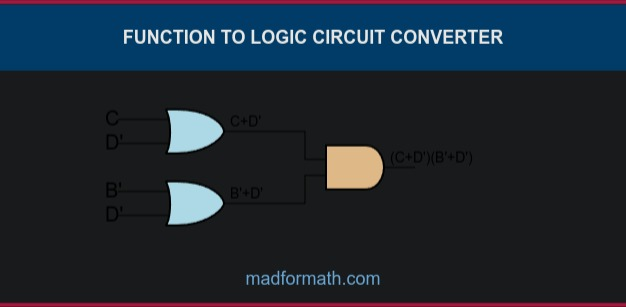 FUNCTION TO LOGIC CIRCUIT CONVERTER
C
D'
C+D'
(C+D')(B'+D')
B'
D'
B'+D'
madformath.com